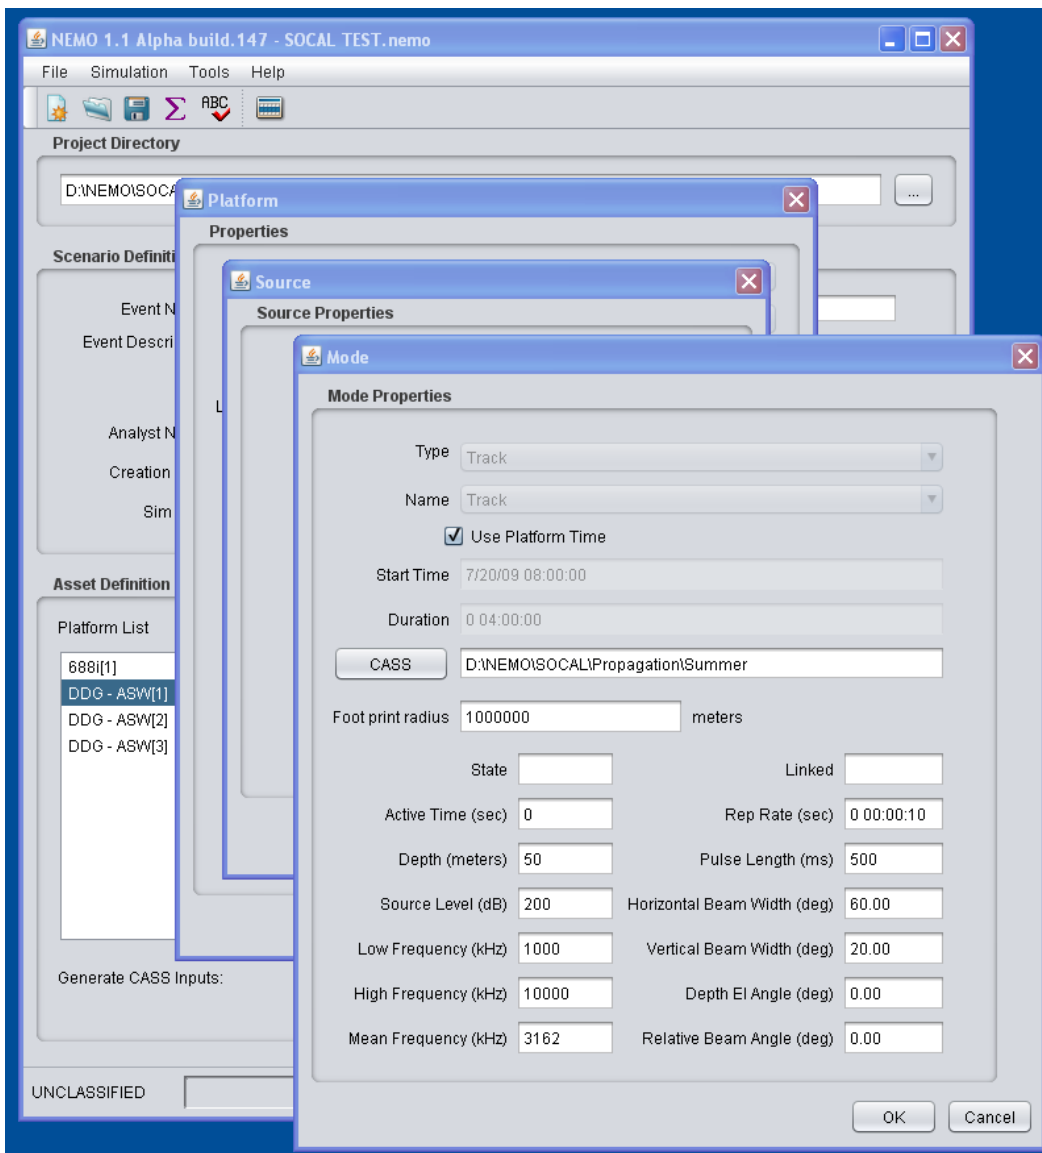 NEMO 1.1 Alpha build.147 - SOCAL TEST.nemo
File Simulation Tools Help
ABC
Project Directory
D:\NEMO\SOCA
...
Platform
Properties
Scenario Definiti
Source
Source Properties
Event N
Event Descri
L
Analyst N
Creation
Sim
Mode
Mode Properties
Type Track
Name Track
Use Platform Time
Start Time 7/20/09 08:00:00
Duration 0 04:00:00
CASS D:\NEMO\SOCAL\Propagation\Summer
Foot print radius 1000000 meters
State Linked
Active Time (sec) 0 Rep Rate (sec) 0 00:00:10
Depth (meters) 50 Pulse Length (ms) 500
Source Level (dB) 200 Horizontal Beam Width (deg) 60.00
Low Frequency (kHz) 1000 Vertical Beam Width (deg) 20.00
High Frequency (kHz) 10000 Depth El Angle (deg) 0.00
Mean Frequency (kHz) 3162 Relative Beam Angle (deg) 0.00
OK Cancel
Asset Definition
Platform List
688i[1]
DDG - ASW[1]
DDG - ASW[2]
DDG - ASW[3]
Generate CASS Inputs:
UNCLASSIFIED